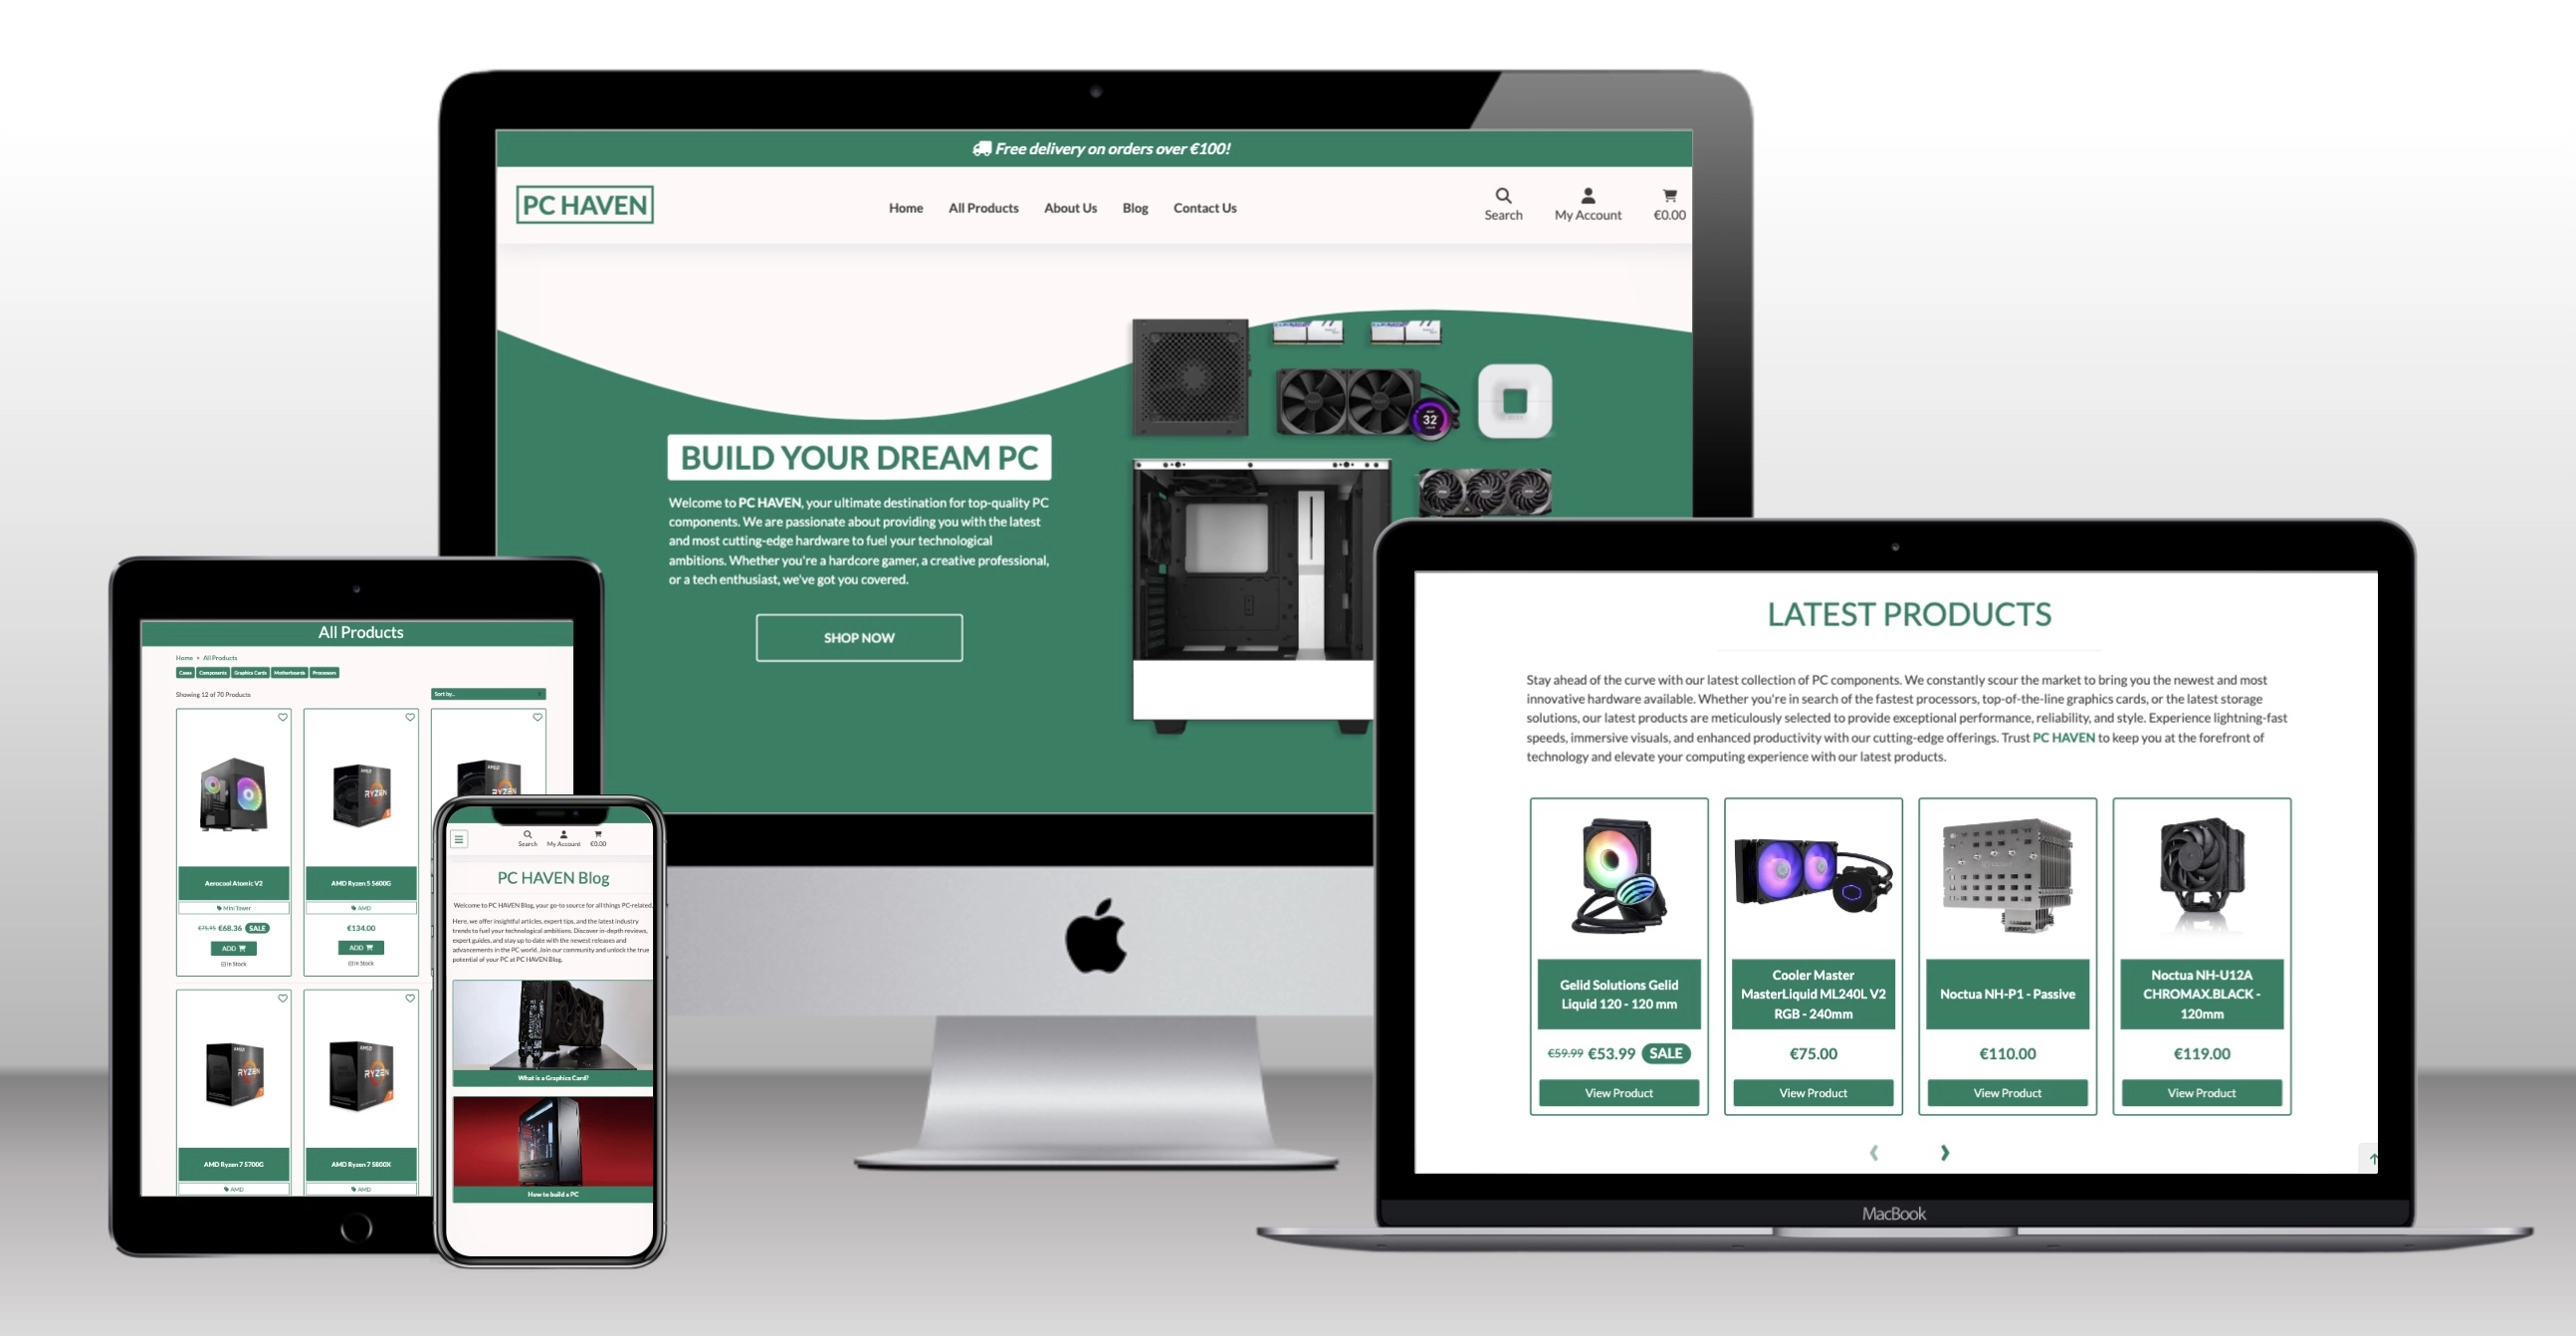 Free delivery on orders over €100!
PC HAVEN
Home All Products About Us Blog Contact Us
Search My Account €0.00
BUILD YOUR DREAM PC
Welcome to PC HAVEN, your ultimate destination for top-quality PC
components. We are passionate about providing you with the latest
and most cutting-edge hardware to fuel your technological
ambitions. Whether you're a hardcore gamer, a creative professional,
or a tech enthusiast, we've got you covered.
SHOP NOW
32
All Products
Home » All Products
Cases Components Graphics Cards Motherboards Processors
Showing 12 of 70 Products
Sort by...
RYZEN
RYZEN
Aerocool Atomic V2
AMD Ryzen 5 5600G
Mini Tower
AMD
€75.95 €68.36 SALE
€134.00
ADD
ADD
In Stock
In Stock
RYZEN
RYZEN
AMD Ryzen 7 5700G
AMD Ryzen 7 5800X
AMD
AMD
Search My Account €0.00
PC HAVEN Blog
Welcome to PC HAVEN Blog, your go-to source for all things PC-related.
Here, we offer insightful articles, expert tips, and the latest industry
trends to fuel your technological ambitions. Discover in-depth reviews,
expert guides, and stay up to date with the newest releases and
advancements in the PC world. Join our community and unlock the true
potential of your PC at PC HAVEN Blog.
What is a Graphics Card?
How to build a PC
LATEST PRODUCTS
Stay ahead of the curve with our latest collection of PC components. We constantly scour the market to bring you the newest and most
innovative hardware available. Whether you're in search of the fastest processors, top-of-the-line graphics cards, or the latest storage
solutions, our latest products are meticulously selected to provide exceptional performance, reliability, and style. Experience lightning-fast
speeds, immersive visuals, and enhanced productivity with our cutting-edge offerings. Trust PC HAVEN to keep you at the forefront of
technology and elevate your computing experience with our latest products.
Gelid Solutions Gelid
Liquid 120 - 120 mm
€59.99 €53.99 SALE
View Product
Cooler Master
MasterLiquid ML240L V2
RGB - 240mm
€75.00
View Product
Noctua NH-P1 - Passive
€110.00
View Product
Noctua NH-U12A
CHROMAX.BLACK -
120mm
€119.00
View Product
MacBook